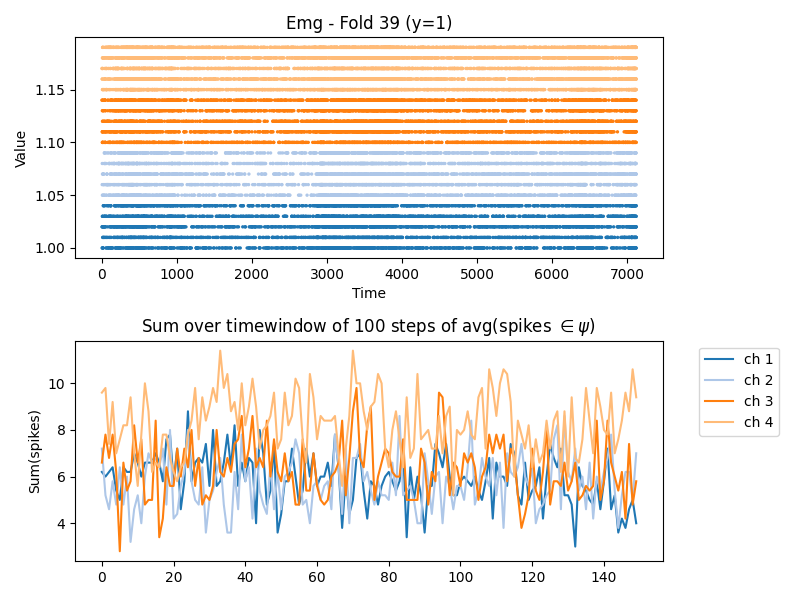 Emg - Fold 39 (y=1)
Value
1.15
1.10
1.05
1.00
0 1000 2000 3000 4000 5000 6000 7000
Time
Sum over timewindow of 100 steps of avg(spikes ∈ ψ)
Sum(spikes)
10
8
6
4
0 20 40 60 80 100 120 140
ch 1
ch 2
ch 3
ch 4